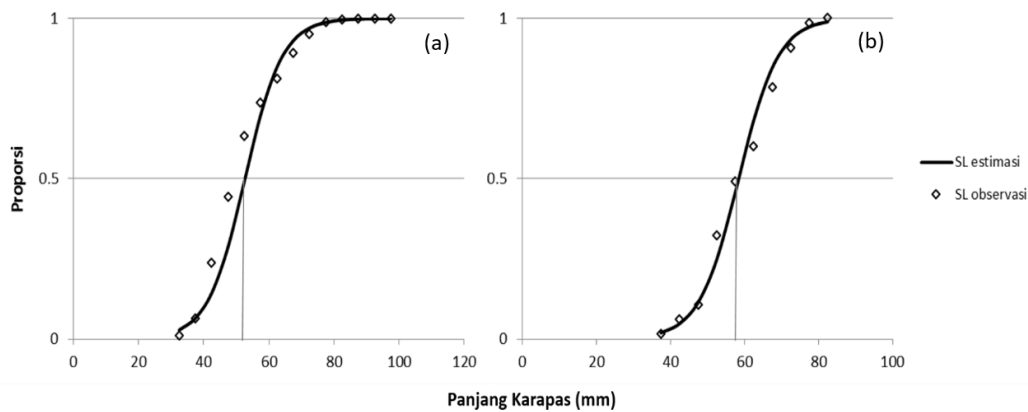 1
0.5
0
Proporsi
(a)
0 20 40 60 80 100 120
1
0.5
0
(b)
0 20 40 60 80 100
SL estimasi
SL observasi
Panjang Karapas (mm)